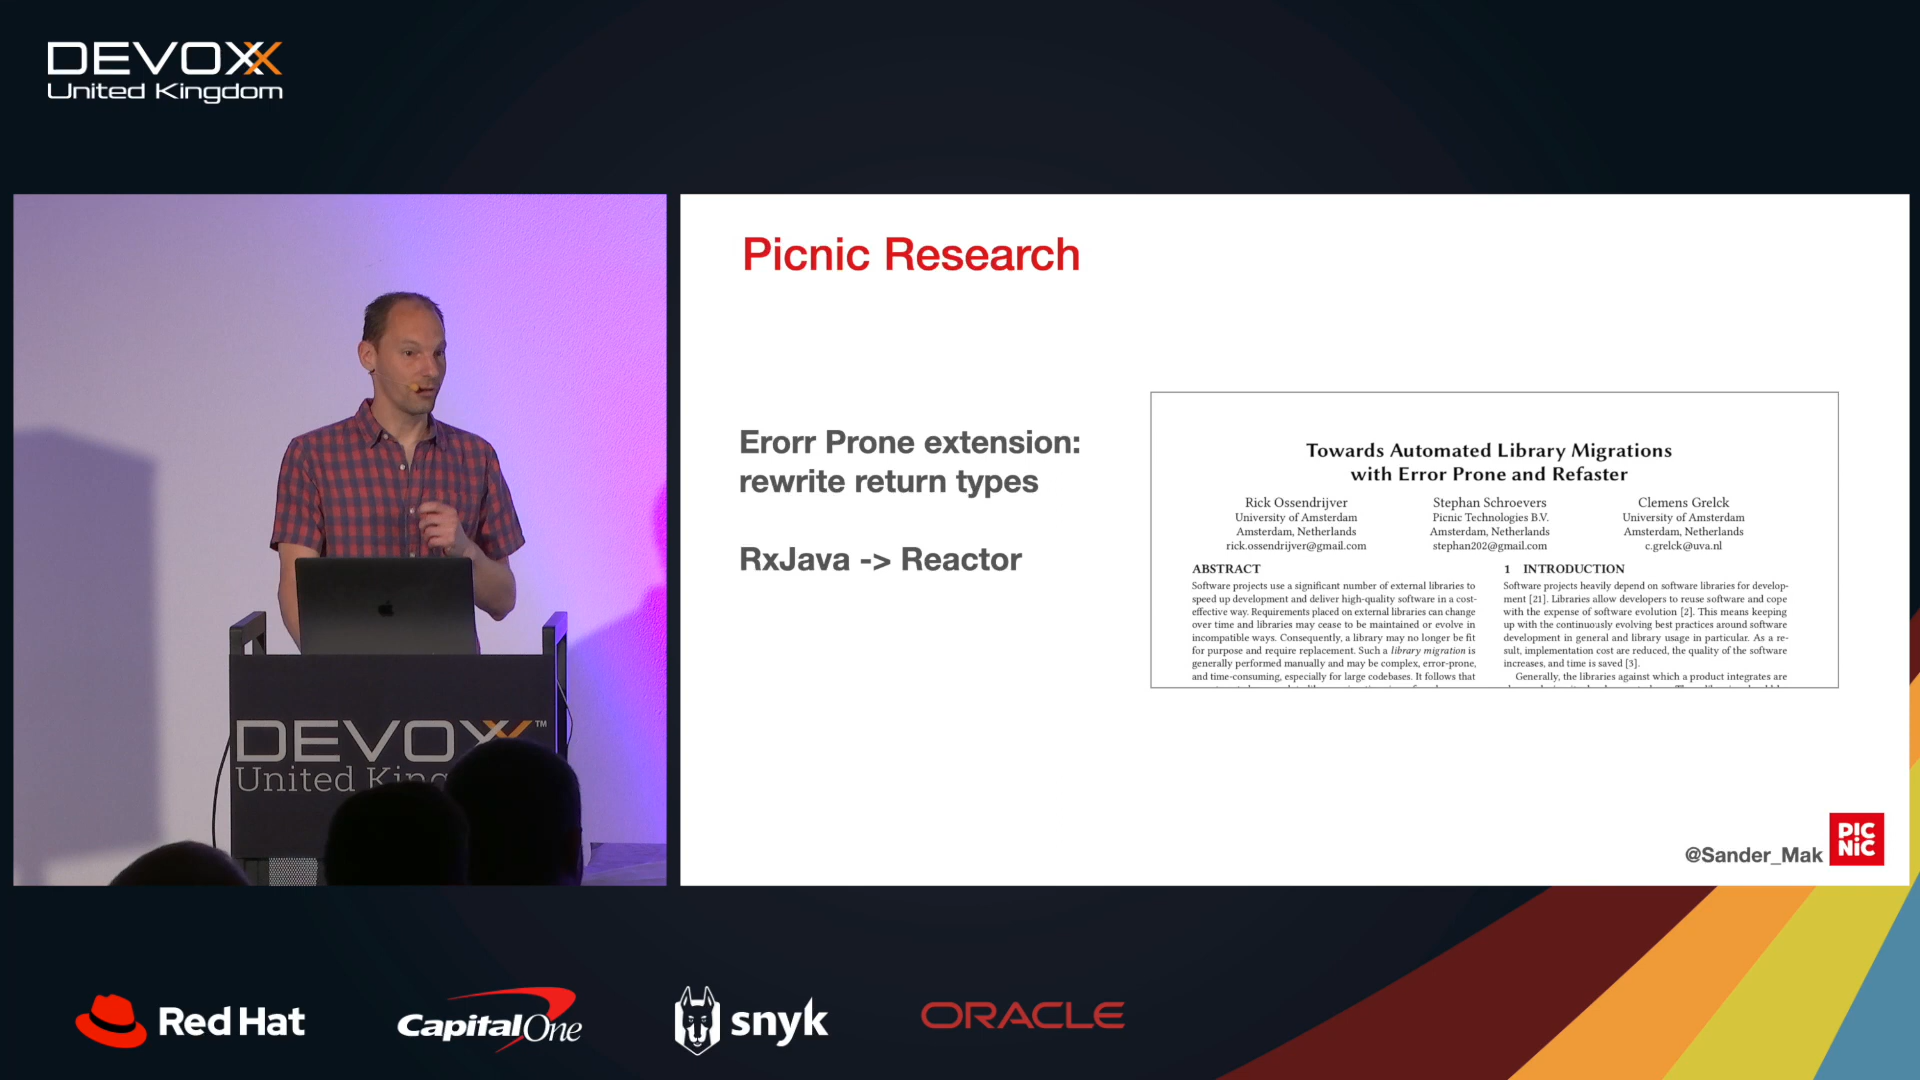 DEVOXX
United Kingdom
Picnic Research
Erorr Prone extension:
rewrite return types
RxJava -> Reactor
Towards Automated Library Migrations
with Error Prone and Refaster
Rick Ossendrijver
University of Amsterdam
Amsterdam, Netherlands
rick.ossendrijver@gmail.com
Stephan Schroevers
Picnic Technologies B.V.
Amsterdam, Netherlands
stephan202@gmail.com
Clemens Grelck
University of Amsterdam
Amsterdam, Netherlands
c.grelck@uva.nl
ABSTRACT
Software projects use a significant number of external libraries to
speed up development and deliver high-quality software in a cost-
effective way. Requirements placed on external libraries can change
over time and libraries may cease to be maintained or evolve in
incompatible ways. Consequently, a library may no longer be fit
for purpose and require replacement. Such a library migration is
generally performed manually and may be complex, error-prone,
and time-consuming, especially for large codebases. It follows that
1 INTRODUCTION
Software projects heavily depend on software libraries for develop-
ment [21]. Libraries allow developers to reuse software and cope
with the expense of software evolution [2]. This means keeping
up with the continuously evolving best practices around software
development in general and library usage in particular. As a re-
sult, implementation cost are reduced, the quality of the software
increases, and time is saved [3].
Generally, the libraries against which a product integrates are
@Sander_Mak
PIC
NIC
DEVOXX™
United King
Red Hat
CapitalOne
snyk
ORACLE